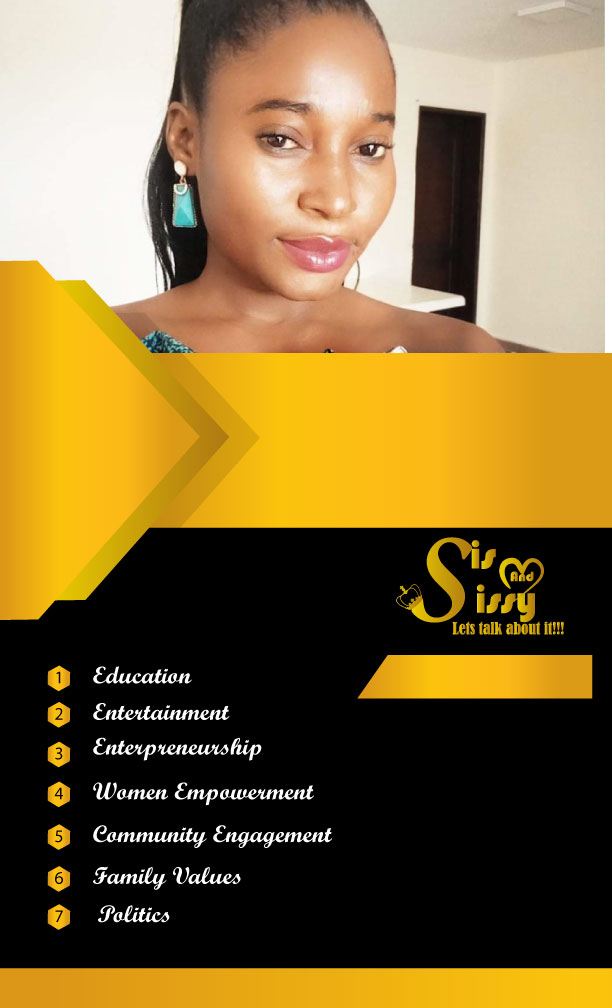 Sis
And
Sissy
Lets talk about it!!!
1 Education
2 Entertainment
3 Enterpreneurship
4 Women Empowerment
5 Community Engagement
6 Family Values
7 Politics